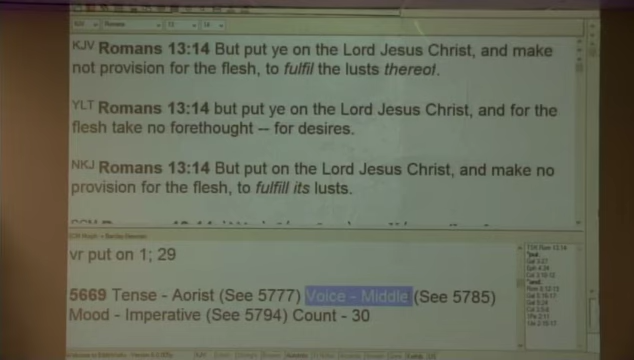 KJV Romans 13:14 But put ye on the Lord Jesus Christ, and make
not provision for the flesh, to fulfil the lusts thereof.
YLT Romans 13:14 but put ye on the Lord Jesus Christ, and for the
flesh take no forethought -- for desires.
NKJ Romans 13:14 But put on the Lord Jesus Christ, and make no
provision for the flesh, to fulfill its lusts.
vr put on 1; 29
5669 Tense - Aorist (See 5777) Voice - Middle (See 5785)
Mood - Imperative (See 5794) Count - 30